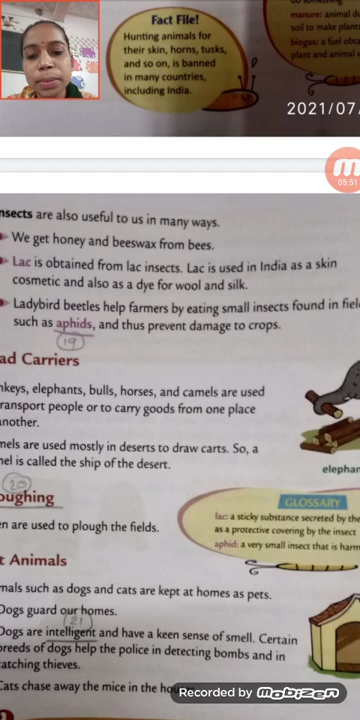 Fact File!
Hunting animals for
their skin, horns, tusks,
and so on, is banned
in many countries,
including India.
manure: animal
soil to make
biogas: a fuel
plant and animal
2021/07/
05:51
nsects are also useful to us in many ways.
We get honey and beeswax from bees.
Lac is obtained from lac insects. Lac is used in India as a skin
cosmetic and also as a dye for wool and silk.
Ladybird beetles help farmers by eating small insects found in fiel
such as aphids, and thus prevent damage to crops.
19
ad Carriers
nkeys, elephants, bulls, horses, and camels are used
ransport people or to carry goods from one place
nother.
mels are used mostly in deserts to draw carts. So, a
mel is called the ship of the desert.
elephan
20
oughing
en are used to plough the fields.
GLOSSARY
lac: a sticky substance secreted by the
as a protective covering by the insect
aphid: a very small insect that is harm
t Animals
mals such as dogs and cats are kept at homes as pets.
Dogs guard our homes.
21
Dogs are intelligent and have a keen sense of smell. Certain
breeds of dogs help the police in detecting bombs and in
catching thieves.
Cats chase away the mice in the hou
Recorded by mobizen